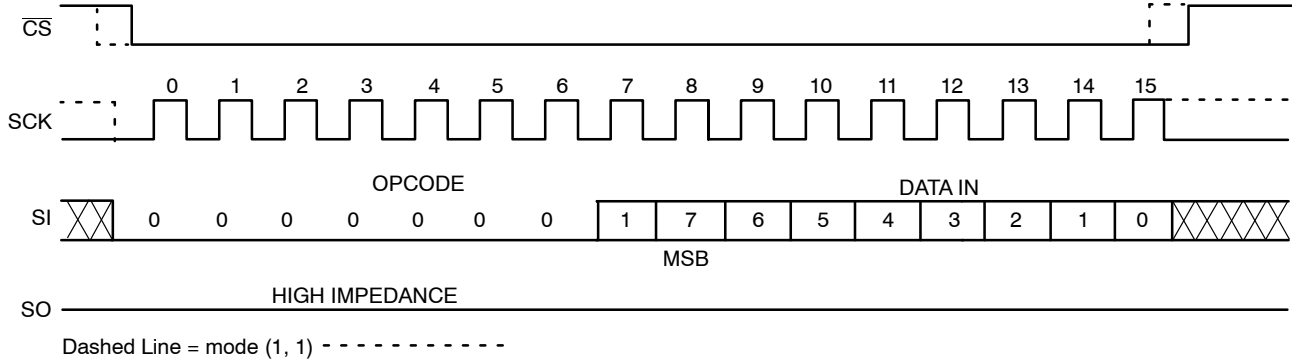 CS
0 1 2 3 4 5 6 7 8 9 10 11 12 13 14 15
SCK
OPCODE DATA IN
SI 0 0 0 0 0 0 0 1 7 6 5 4 3 2 1 0
MSB
HIGH IMPEDANCE
SO
Dashed Line = mode (1, 1)